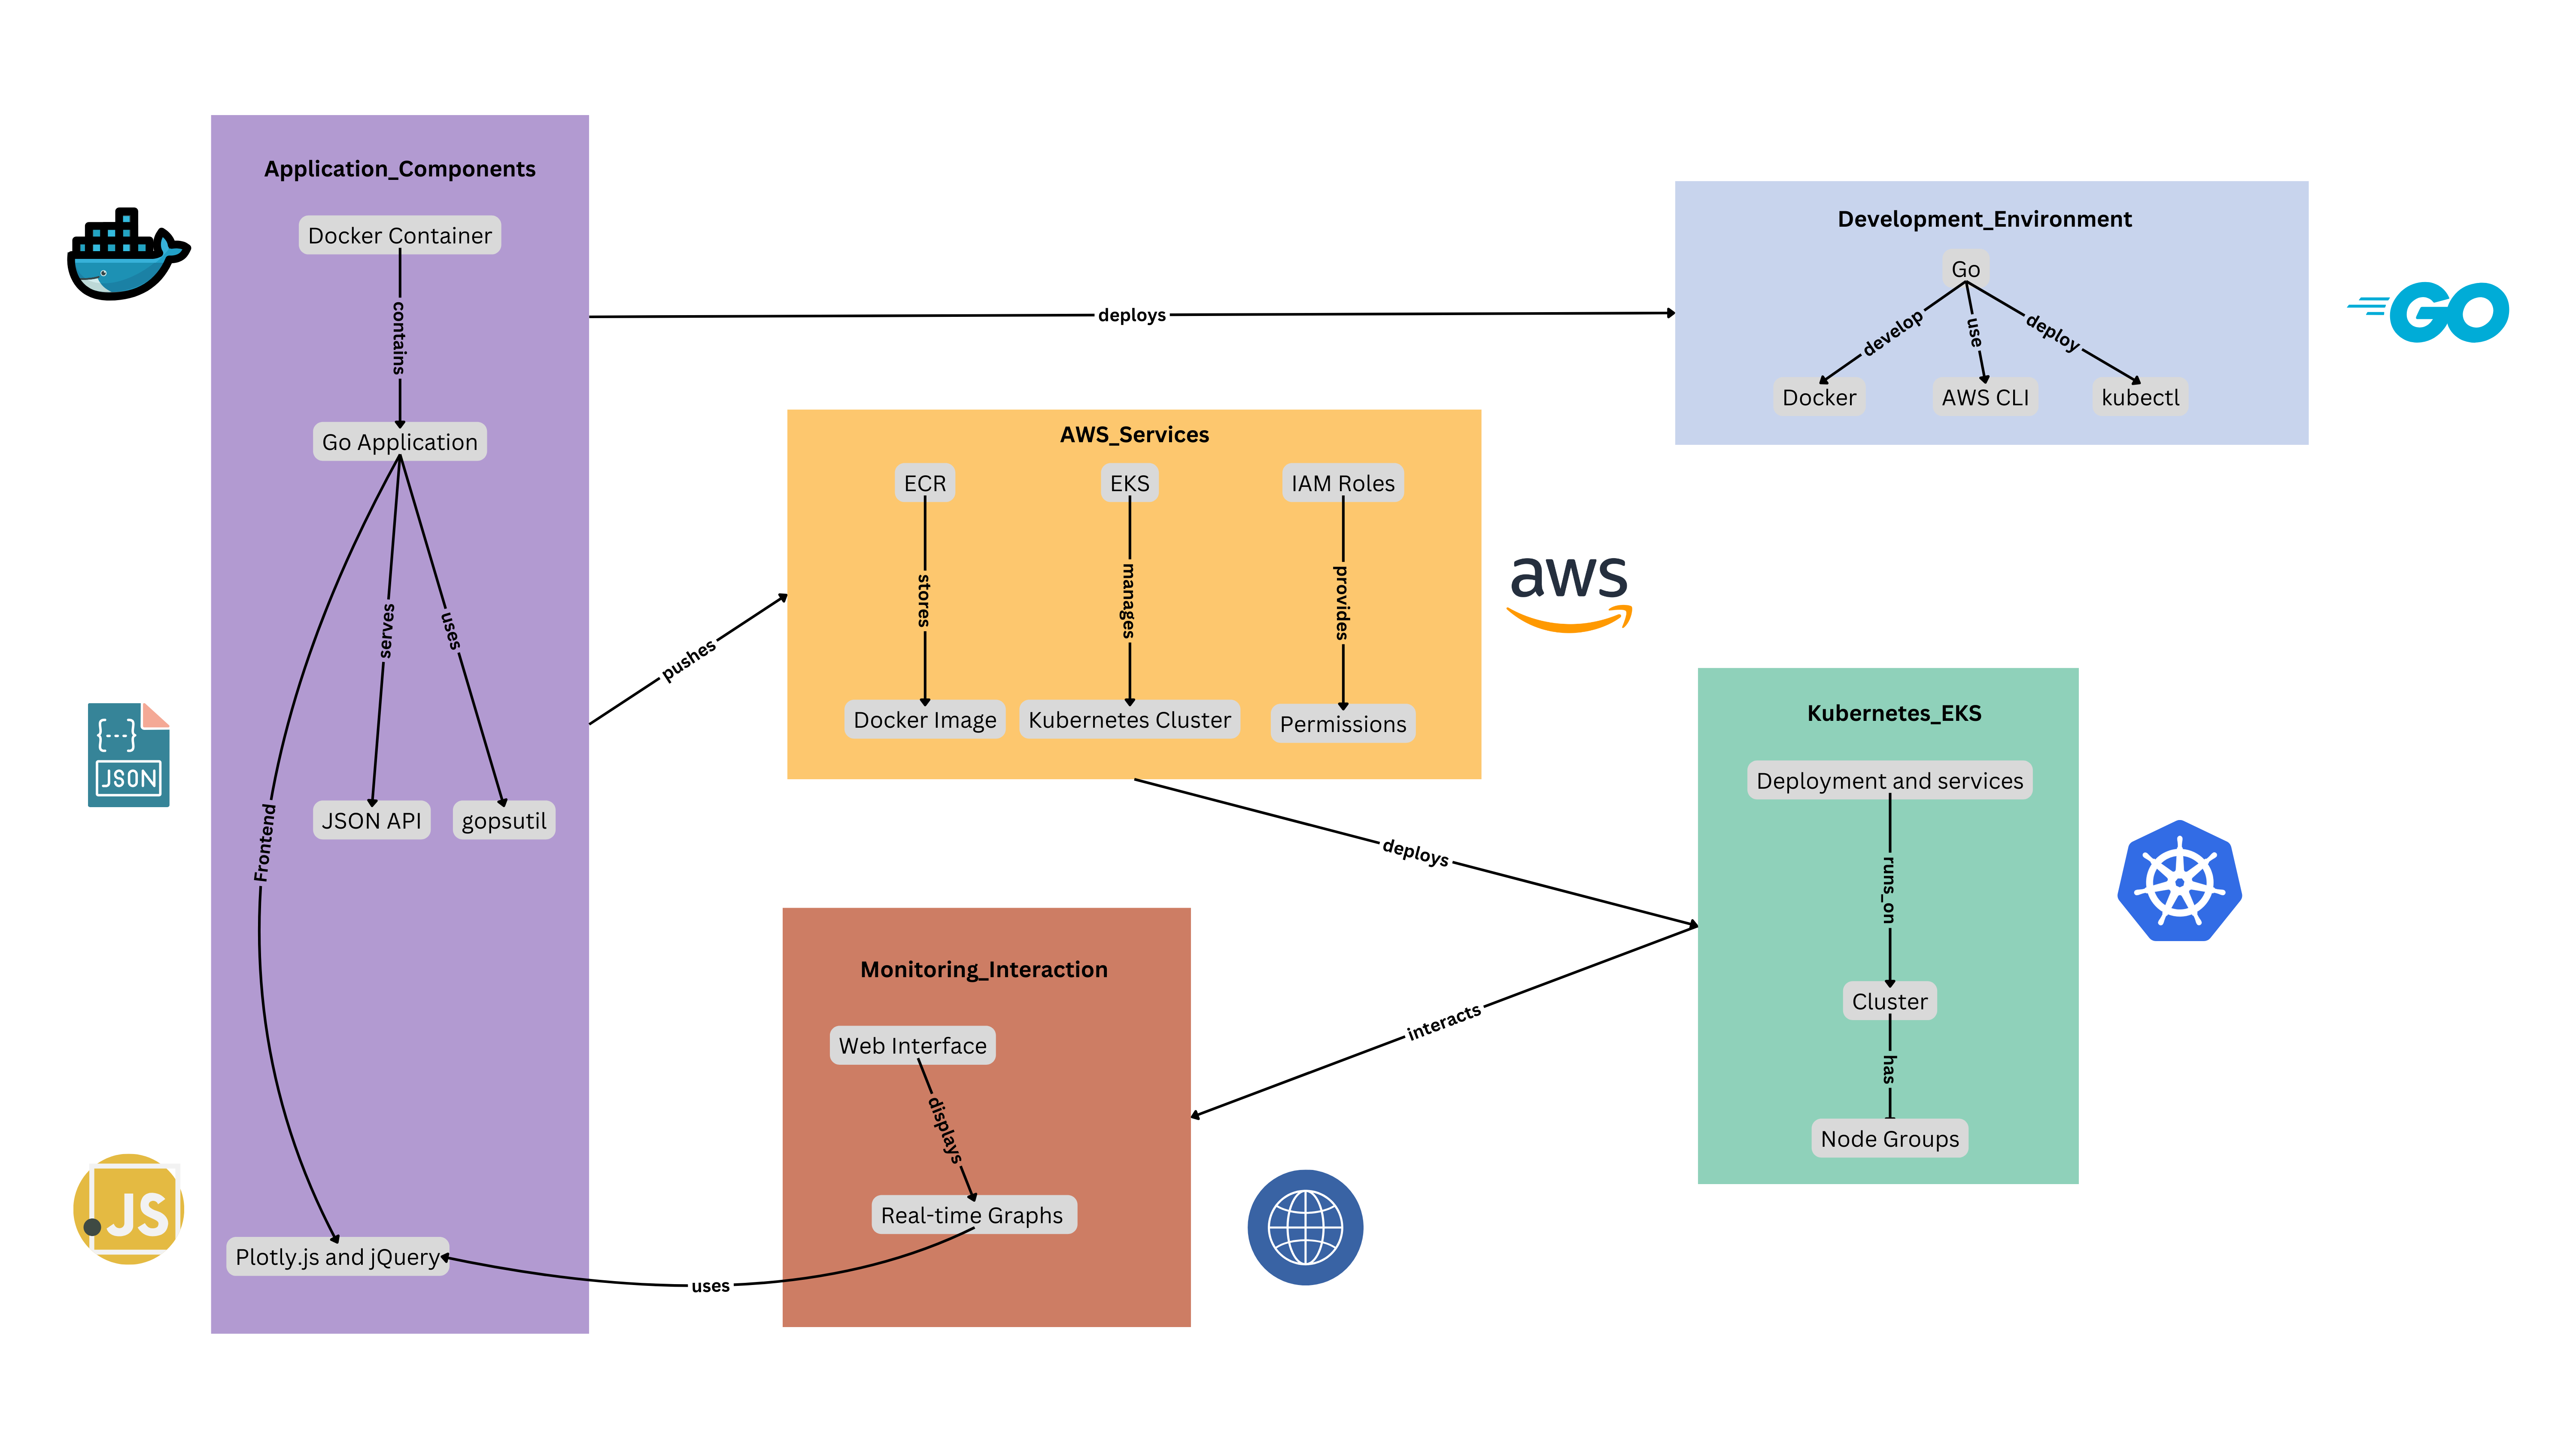 Application_Components
Docker Container
contains
Go Application
serves
uses
Frontend
JSON API
gopsutil
Plotly.js and jQuery
{---}
JSON
JS
deploys
pushes
Development_Environment
Go
develop
use
deploy
Docker
AWS CLI
kubectl
GO
AWS_Services
ECR
EKS
IAM Roles
stores
manages
provides
Docker Image
Kubernetes Cluster
Permissions
aws
deploys
interacts
Kubernetes_EKS
Deployment and services
runs_on
Cluster
has
Node Groups
Monitoring_Interaction
Web Interface
displays
Real-time Graphs
uses